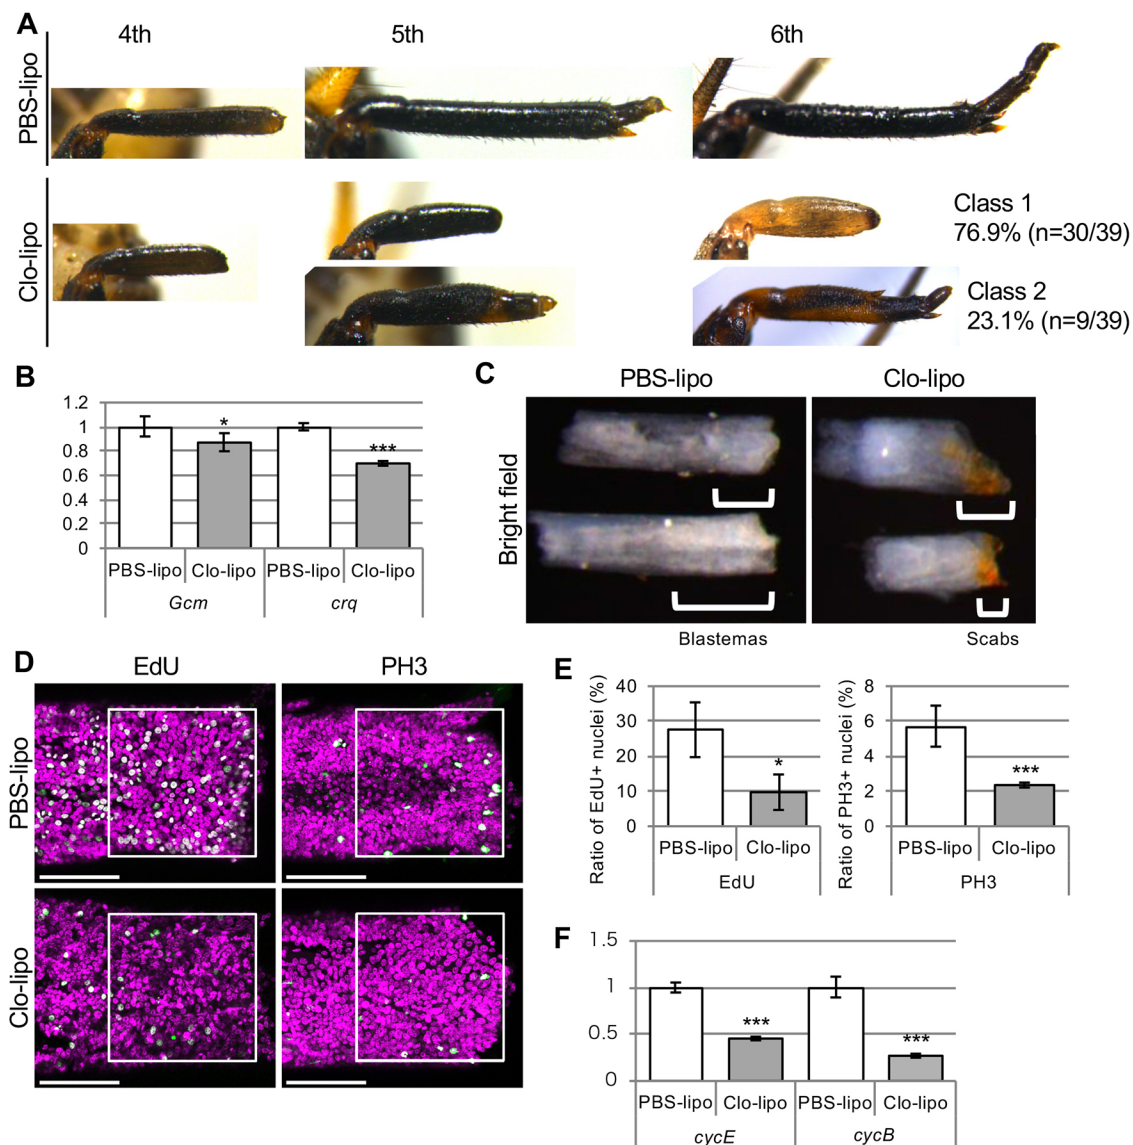 A
4th
5th
6th
PBS-lipo
Clo-lipo
Class 1
76.9% (n=30/39)
Class 2
23.1% (n=9/39)
B
1.2
1
0.8
0.6
0.4
0.2
0
*
***
PBS-lipo
Clo-lipo
PBS-lipo
Clo-lipo
Gcm
crq
C
PBS-lipo
Clo-lipo
Bright field
Blastemas
Scabs
D
EdU
PH3
PBS-lipo
Clo-lipo
E
Ratio of EdU+ nuclei (%)
40
30
20
10
0
*
PBS-lipo
Clo-lipo
EdU
Ratio of PH3+ nuclei (%)
8
6
4
2
0
***
PBS-lipo
Clo-lipo
PH3
F
1.5
1
0.5
0
***
***
PBS-lipo
Clo-lipo
PBS-lipo
Clo-lipo
cycE
cycB